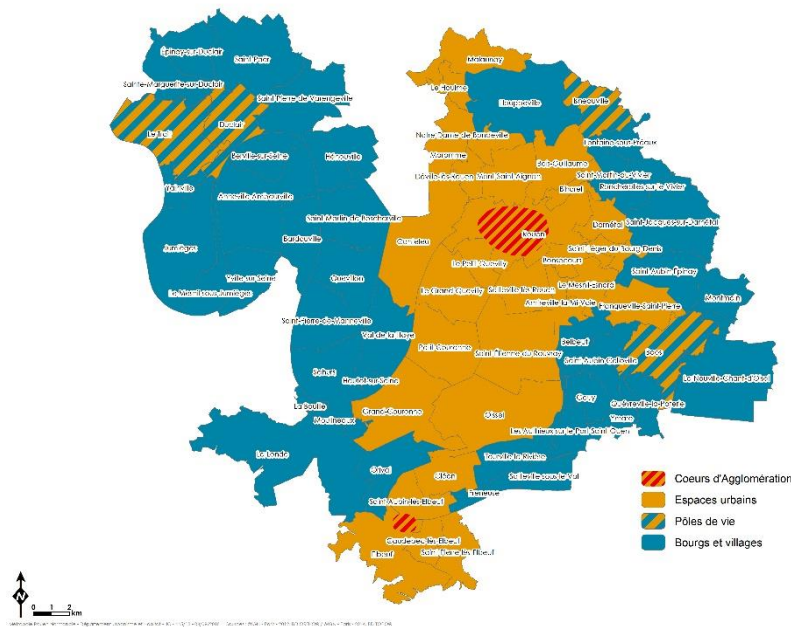 Malaunay
Épinay-sur-Duclair
Saint-Paër
Le Houlme
Houppeville
Isneauville
Sainte-Marguerite-sur-Duclair
Saint-Pierre-de-Varengeville
Duclair
Le Trait
Notre-Dame-de-Bondeville
Fontaine-sous-Préaux
Maromme
Bois-Guillaume
Berville-sur-Seine
Hénouville
Déville-lès-Rouen
Mont-Saint-Aignan
Saint-Martin-du-Vivier
Bihorel
Roncherolles-sur-le-Vivier
Yainville
Anneville-Ambourville
Saint-Martin-de-Boscherville
Darnétal
Saint-Jacques-sur-Darnétal
Rouen
Bardouville
Canteleu
Saint-Léger-du-Bourg-Denis
Jumièges
Bonsecours
Le Petit-Quevilly
Saint-Aubin-Épinay
Yville-sur-Seine
Quevillon
Le Mesnil-Esnard
Le Mesnil-sous-Jumièges
Le Grand-Quevilly
Sotteville-lès-Rouen
Montmain
Amfreville-la-Mi-Voie
Franqueville-Saint-Pierre
Saint-Pierre-de-Manneville
Val-de-la-Haye
Petit-Couronne
Belbeuf
Saint-Étienne-du-Rouvray
Boos
Saint-Aubin-Celloville
Sahurs
Hautot-sur-Seine
La Neuville-Chant-d'Oisel
Gouy
Quévreville-la-Poterie
La Bouille
Grand-Couronne
Oissel
Ymare
Moulineaux
Les Authieux-sur-le-Port-Saint-Ouen
La Londe
Orival
Tourville-la-Rivière
Cléon
Sotteville-sous-le-Val
Freneuse
Saint-Aubin-lès-Elbeuf
Caudebec-lès-Elbeuf
Elbeuf
Saint-Pierre-lès-Elbeuf
Coeurs d'Agglomération
Espaces urbains
Pôles de vie
Bourgs et villages
N
0 1 2
km